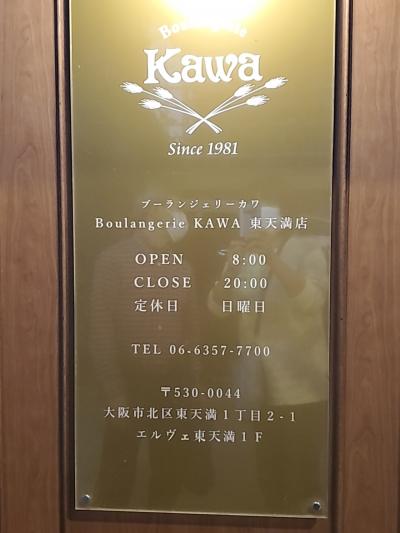 Boulangerie
Kawa
Since 1981
ブーランジェリーカワ
Boulangerie KAWA 東天満店
OPEN 8:00
CLOSE 20:00
定休日 日曜日
TEL 06-6357-7700
〒530-0044
大阪市北区東天満１丁目２-１
エルヴェ東天満１Ｆ